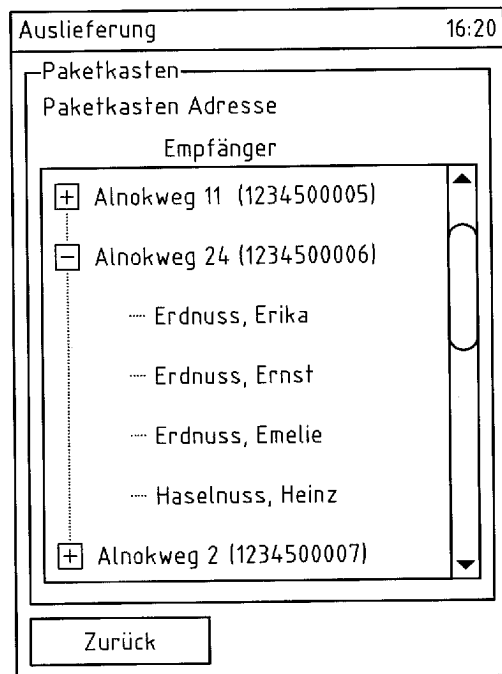 Auslieferung 16:20
Paketkasten
Paketkasten Adresse
Empfänger
+ Alnokweg 11 (1234500005)
- Alnokweg 24 (1234500006)
Erdnuss, Erika
Erdnuss, Ernst
Erdnuss, Emelie
Haselnuss, Heinz
+ Alnokweg 2 (1234500007)
Zurück